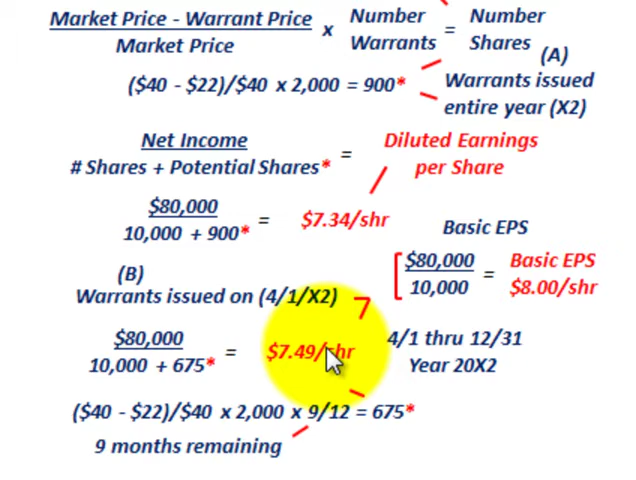 Market Price - Warrant Price x Number = Number
Market Price Warrants Shares
(A)
($40 - $22)/$40 x 2,000 = 900* Warrants issued
entire year (X2)
Net Income = Diluted Earnings
# Shares + Potential Shares* per Share
$80,000 = $7.34/shr
10,000 + 900*
Basic EPS
$80,000 = Basic EPS
10,000 $8.00/shr
(B)
Warrants issued on (4/1/X2)
$80,000 = $7.49/shr
10,000 + 675*
4/1 thru 12/31
Year 20X2
($40 - $22)/$40 x 2,000 x 9/12 = 675*
9 months remaining